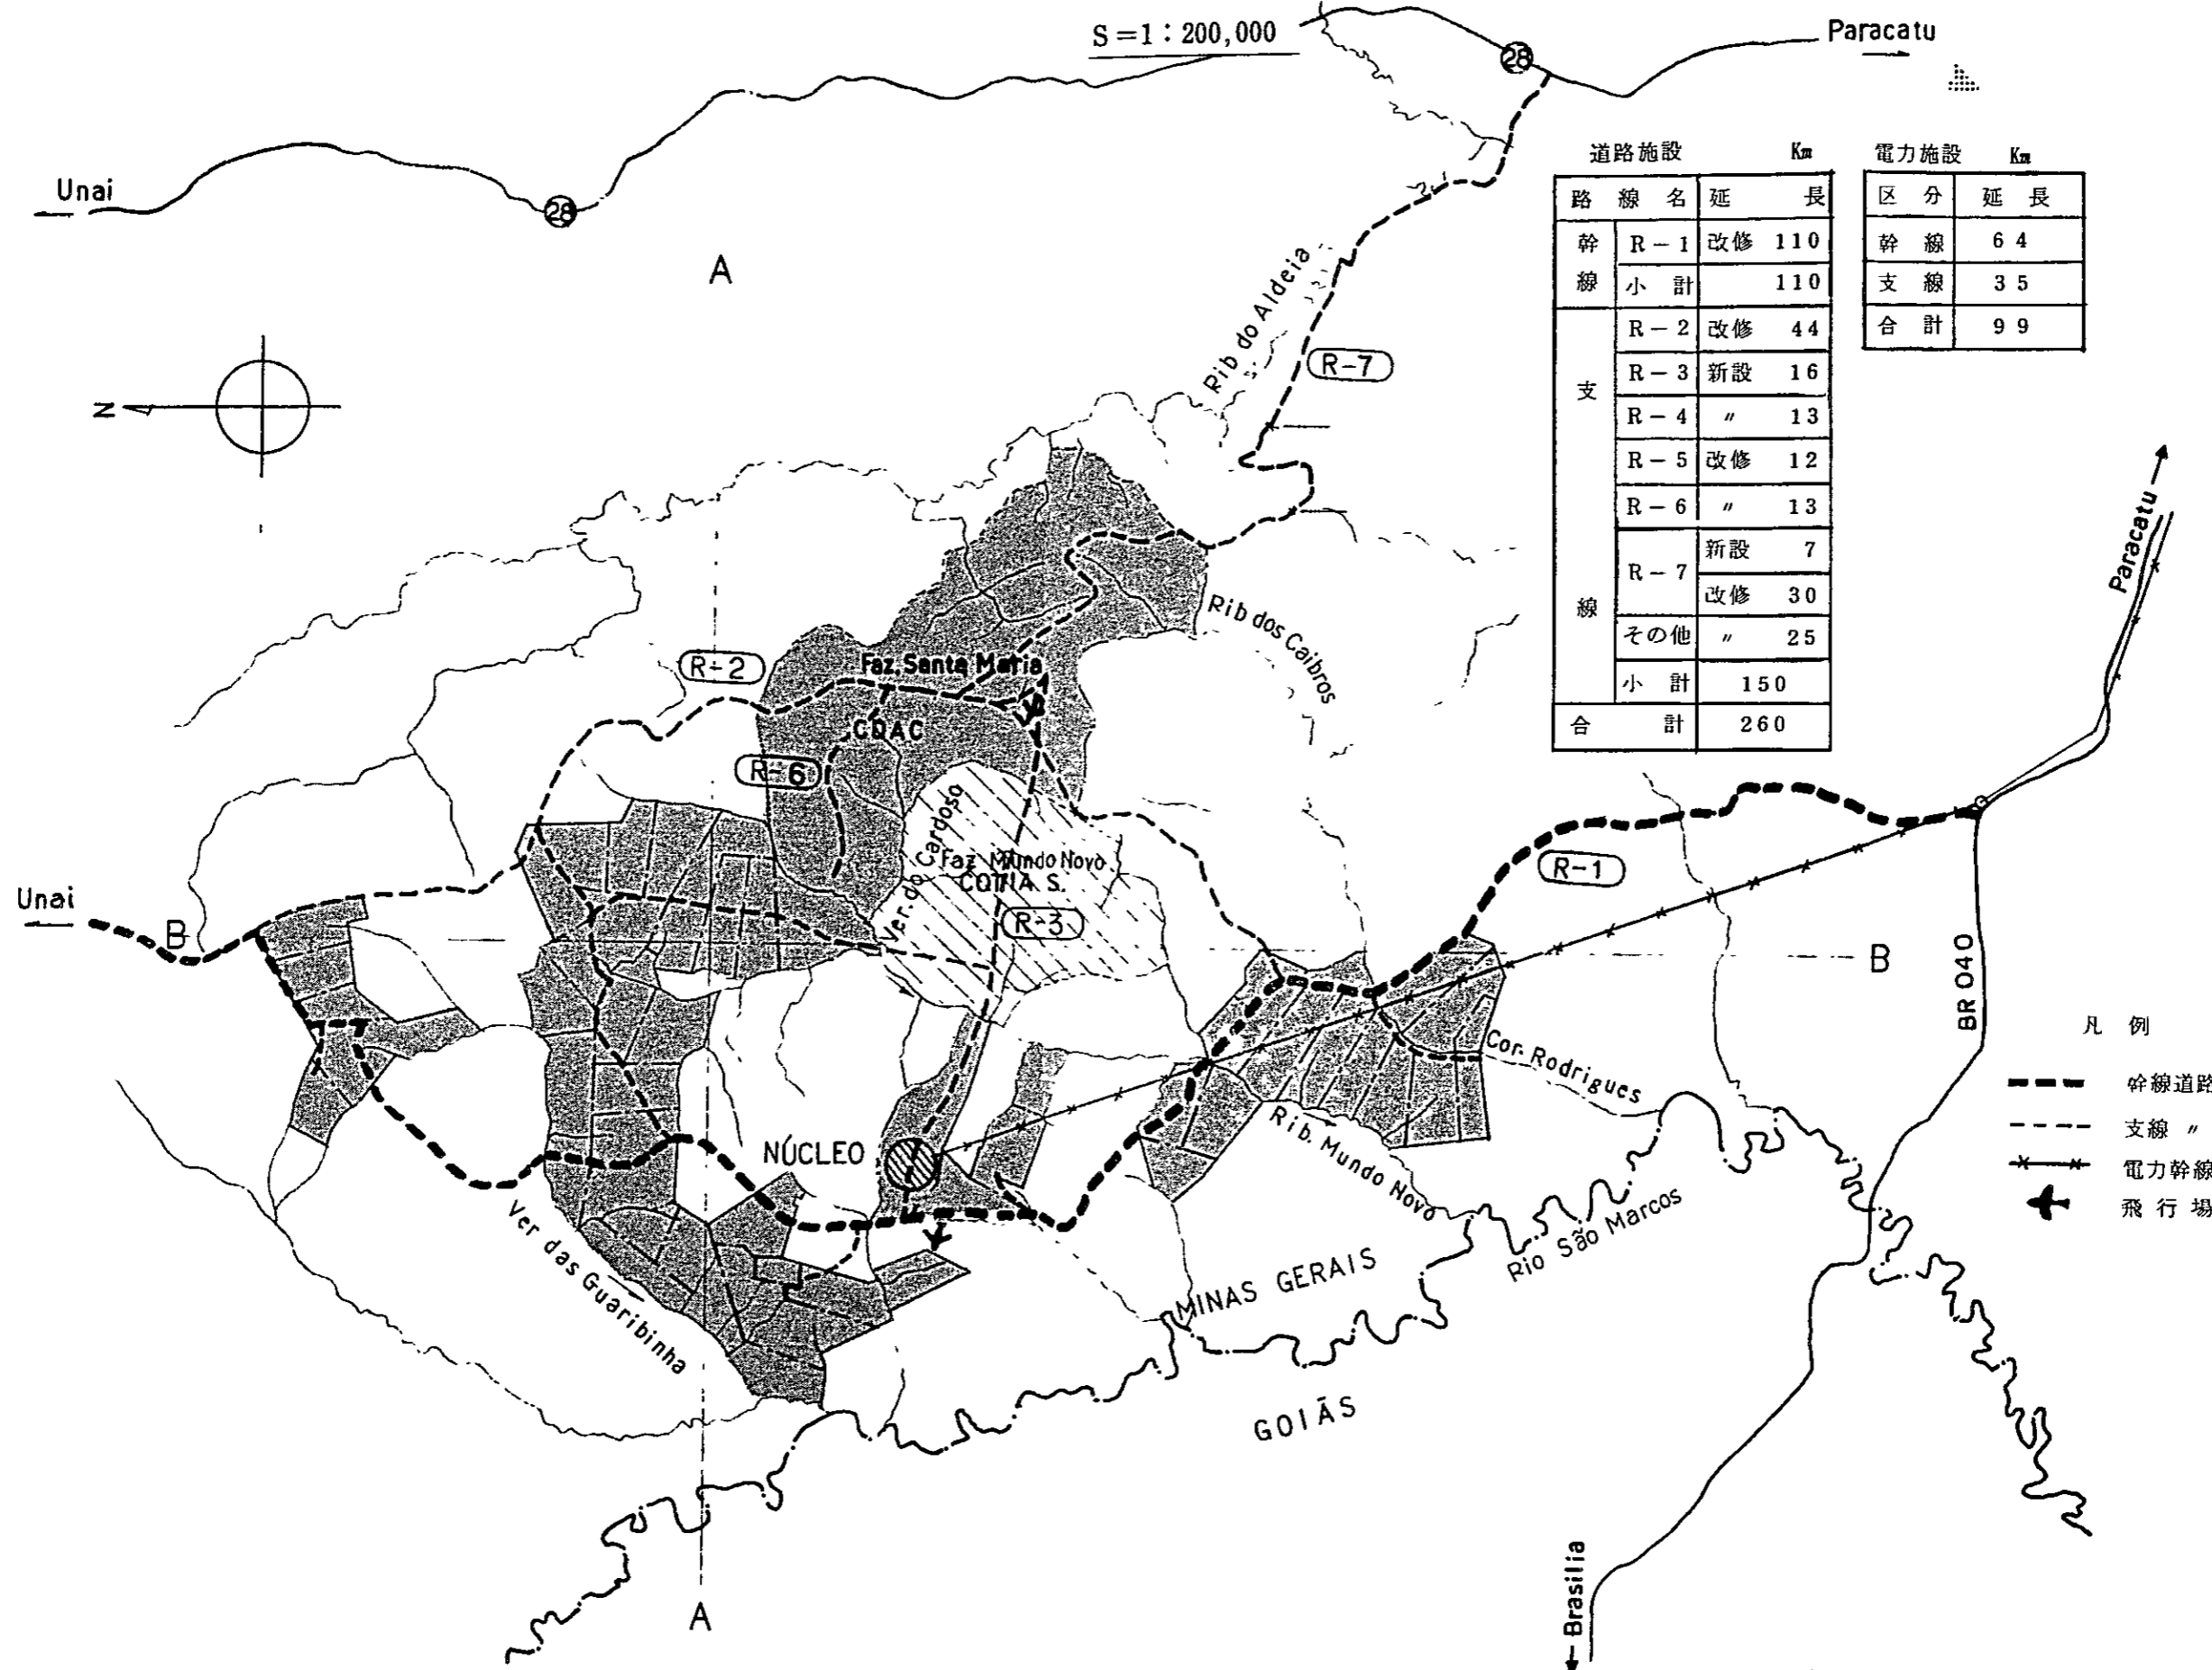 S=1：200,000
28
Paracatu
Unai
28
A
N
道路施設 Km
路線名 延長
幹線 R-1 改修 110
小計 110
支線 R-2 改修 44
R-3 新設 16
R-4 〃 13
R-5 改修 12
R-6 〃 13
R-7 新設 7
改修 30
その他 〃 25
小計 150
合計 260
電力施設 Km
区分 延長
幹線 64
支線 35
合計 99
Rib do Aldeia
R-7
Paracatu
Rib dos Caibros
R-2
Faz. Santa Maria
CDAC
R-6
Ver. do Cardoso
Faz Mundo Novo
COTIA S.
R-3
R-1
Unai
B
B
BR 040
Cor. Rodrigues
凡例
幹線道路
支線 〃
電力幹線
飛行場
NÚCLEO
Rib. Mundo Novo
Rio São Marcos
Ver das Guaribinha
MINAS GERAIS
GOIÃS
A
Brasilia